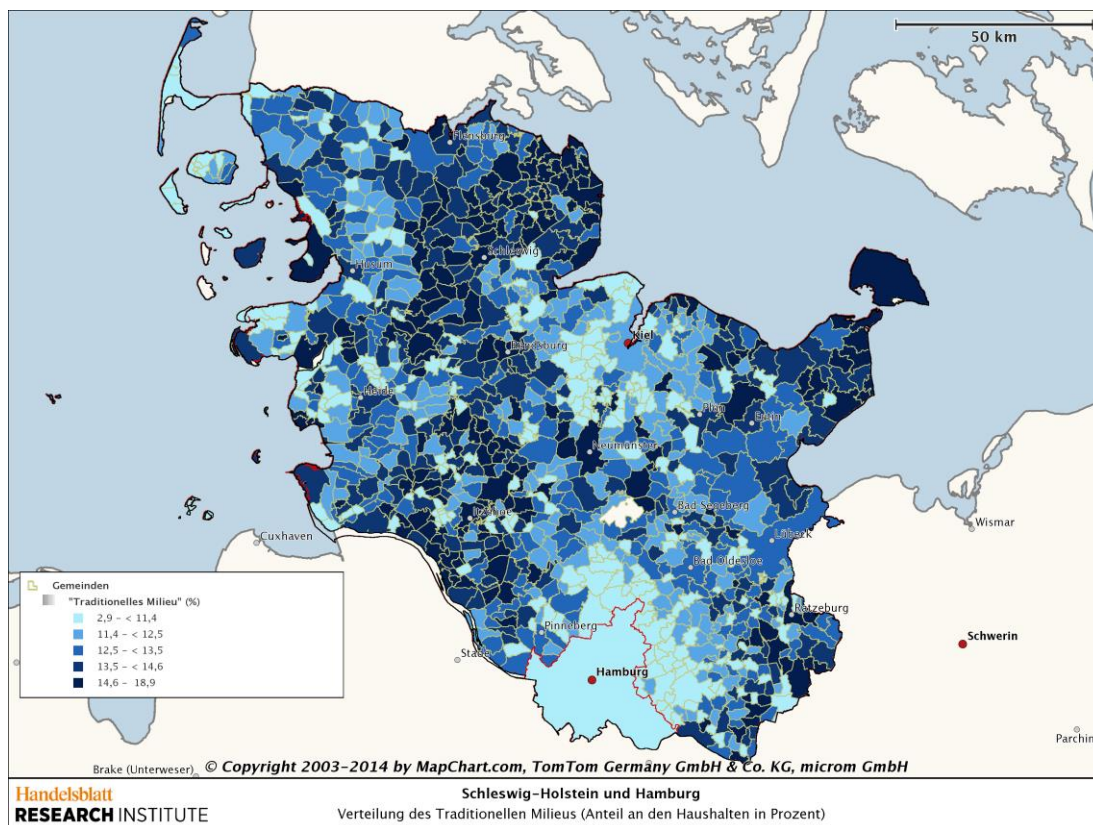 50 km
Flensburg
Schleswig
Husum
Kiel
Heide
Plön
Eutin
Neumünster
Itzehoe
Bad Segeberg
Lübeck
Bad Oldesloe
Cuxhaven
Wismar
Ratzeburg
Pinneberg
Stade
Schwerin
Hamburg
Parchim
Gemeinden
"Traditionelles Milieu" (%)
2,9 - < 11,4
11,4 - < 12,5
12,5 - < 13,5
13,5 - < 14,6
14,6 - 18,9
Brake (Unterweser)
© Copyright 2003-2014 by MapChart.com, TomTom Germany GmbH & Co. KG, microm GmbH
Handelsblatt
RESEARCH INSTITUTE
Schleswig-Holstein und Hamburg
Verteilung des Traditionellen Milieus (Anteil an den Haushalten in Prozent)